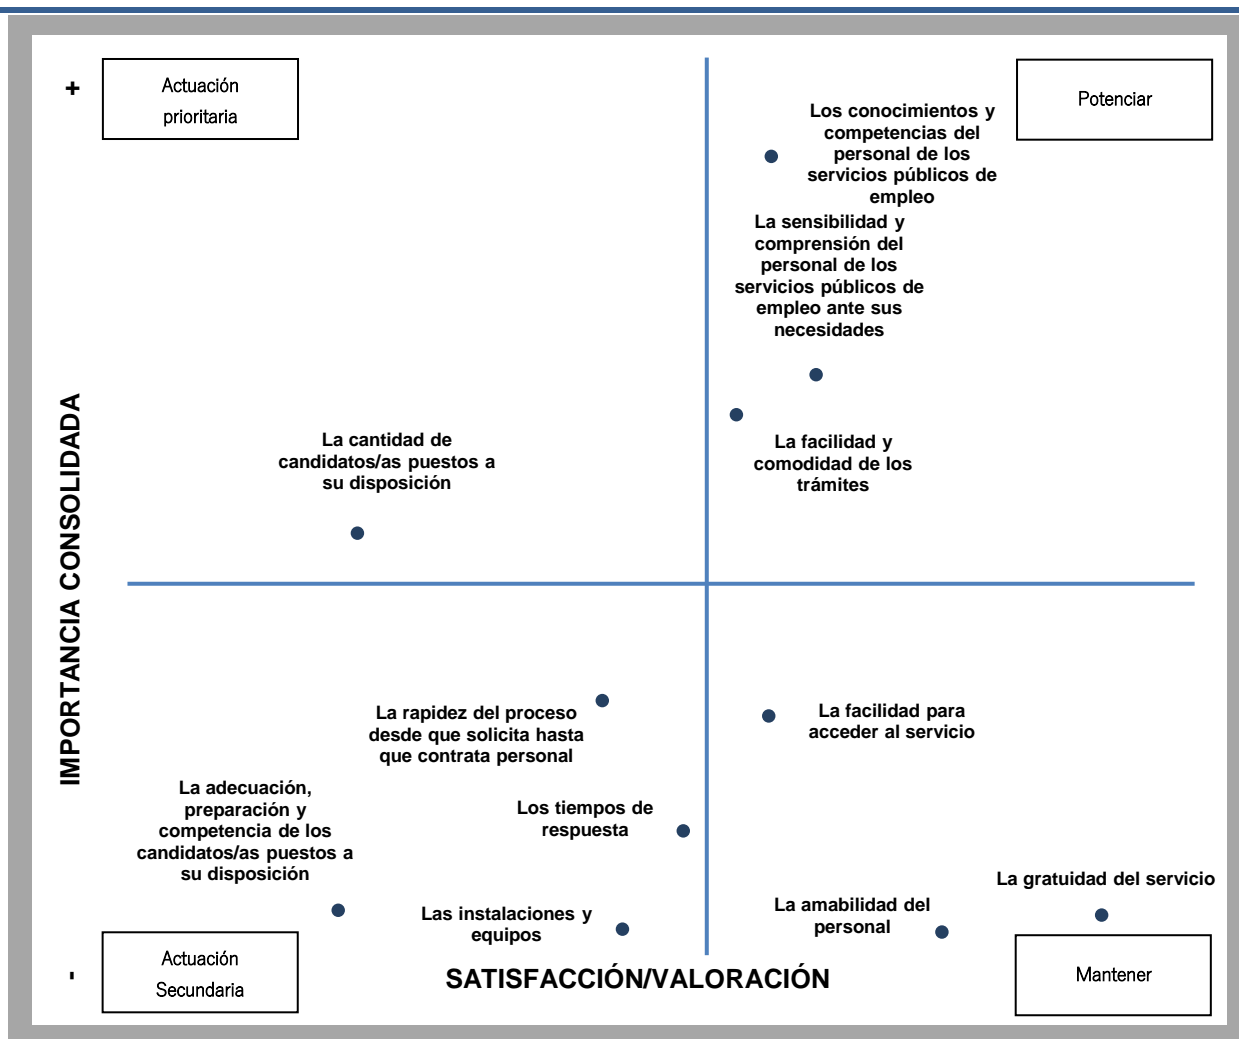 +
Actuación
prioritaria
Potenciar
Los conocimientos y
competencias del
personal de los
servicios públicos de
empleo
La sensibilidad y
comprensión del
personal de los
servicios públicos de
empleo ante sus
necesidades
La facilidad y
comodidad de los
trámites
La cantidad de
candidatos/as puestos a
su disposición
IMPORTANCIA CONSOLIDADA
La rapidez del proceso
desde que solicita hasta
que contrata personal
La facilidad para
acceder al servicio
La adecuación,
preparación y
competencia de los
candidatos/as puestos a
su disposición
Los tiempos de
respuesta
Las instalaciones y
equipos
La amabilidad del
personal
La gratuidad del servicio
-
Actuación
Secundaria
SATISFACCIÓN/VALORACIÓN
Mantener